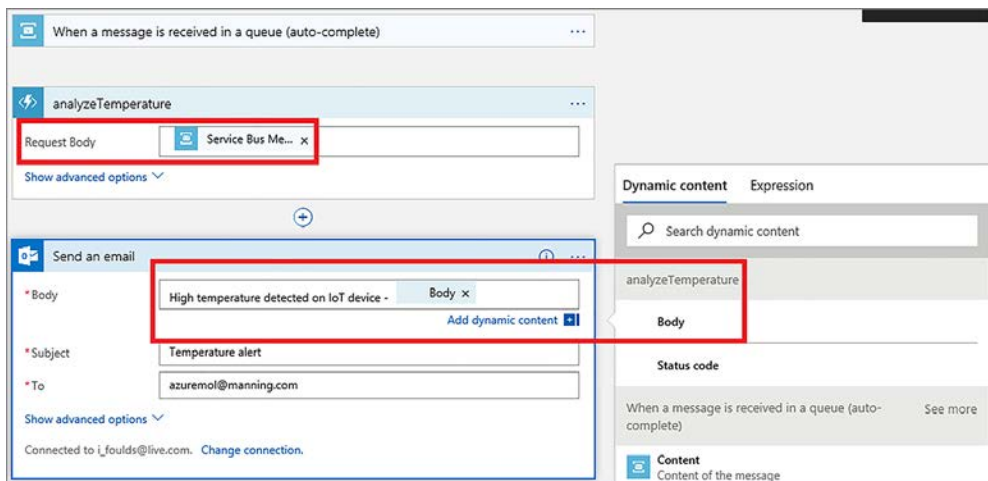 When a message is received in a queue (auto-complete)
analyzeTemperature
Request Body
Service Bus Me... ×
Show advanced options
Send an email
* Body
High temperature detected on IoT device - Body ×
Add dynamic content
* Subject
Temperature alert
* To
azuremol@manning.com
Show advanced options
Connected to i_foulds@live.com. Change connection.
Dynamic content Expression
Search dynamic content
analyzeTemperature
Body
Status code
When a message is received in a queue (auto- See more
complete)
Content
Content of the message